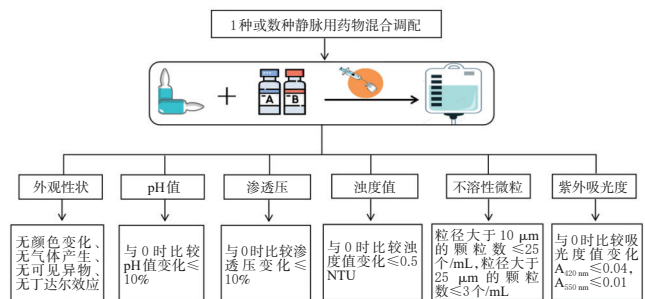 1种或数种静脉用药物混合调配
A
B
外观性状
pH值
渗透压
浊度值
不溶性微粒
紫外吸光度
无颜色变化、
无气体产生、
无可见异物、
无丁达尔效应
与0时比较
pH值变化≤
10%
与0时比较渗
透压变化≤
10%
与0时比较浊
度值变化≤0.5
NTU
粒径大于10 μm
的颗粒数≤25
个/mL,粒径大于
25 μm的颗粒
数≤3个/mL
与0时比较吸
光度值变化
A420 nm≤0.04,
A550 nm≤0.01